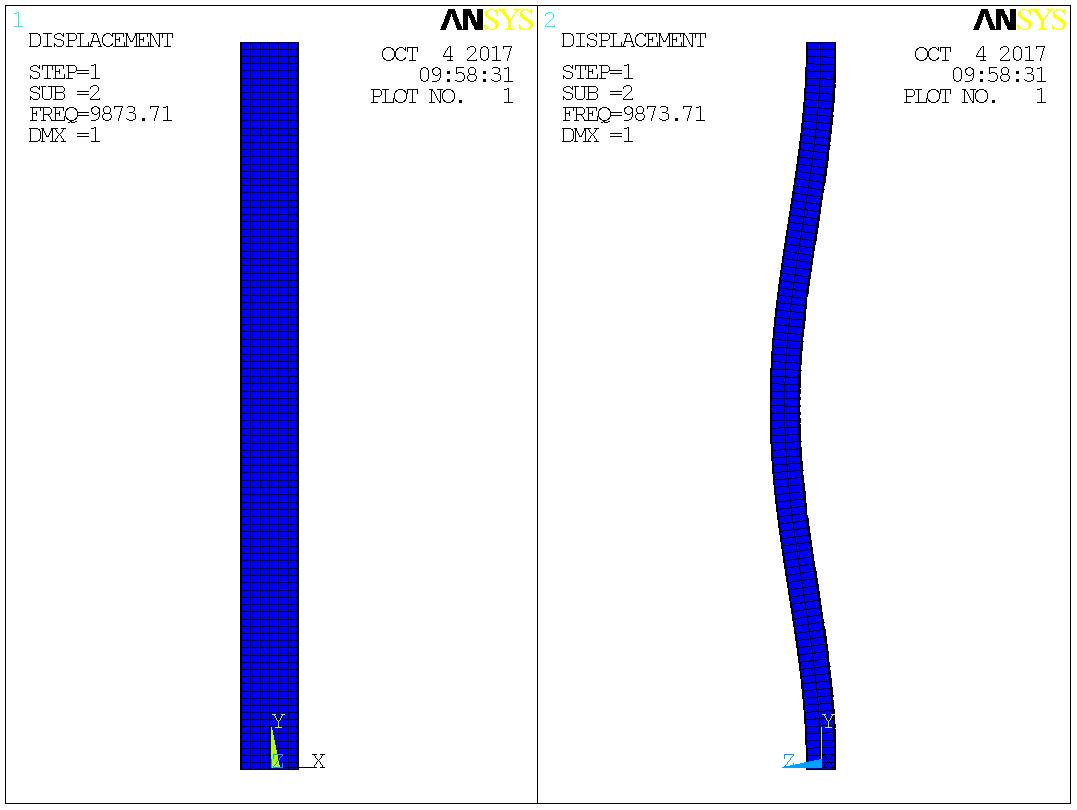 1
ANSYS
DISPLACEMENT
STEP=1
SUB =2
FREQ=9873.71
DMX =1
OCT 4 2017
09:58:31
PLOT NO. 1
Y
Z X
2
ANSYS
DISPLACEMENT
STEP=1
SUB =2
FREQ=9873.71
DMX =1
OCT 4 2017
09:58:31
PLOT NO. 1
Y
Z X